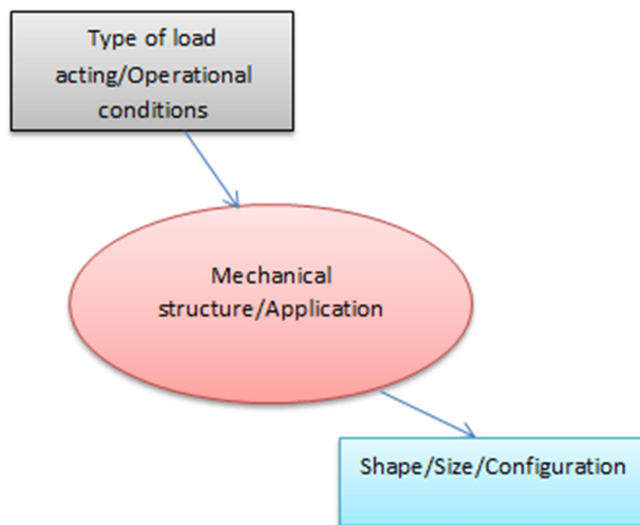 Type of load
acting/Operational
conditions
Mechanical
structure/Application
Shape/Size/Configuration